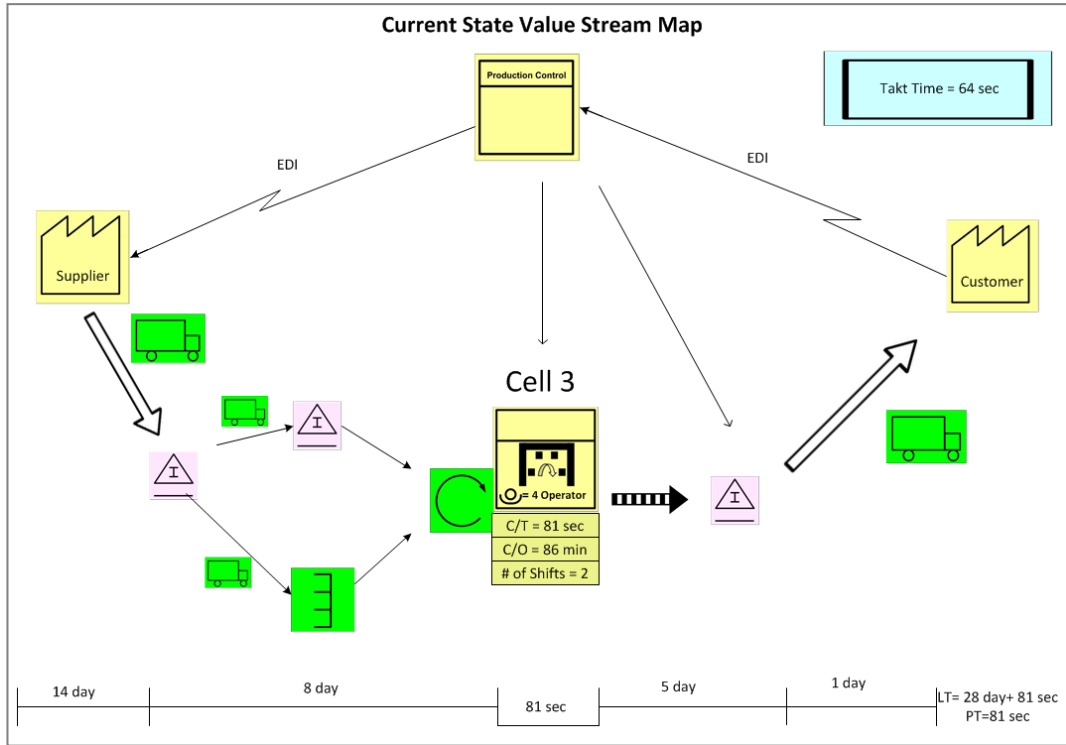 Current State Value Stream Map
Production Control
Takt Time = 64 sec
EDI
EDI
Supplier
Customer
Cell 3
I
I
= 4 Operator
I
C/T = 81 sec
C/O = 86 min
# of Shifts = 2
14 day
8 day
81 sec
5 day
1 day
LT= 28 day+ 81 sec
PT=81 sec